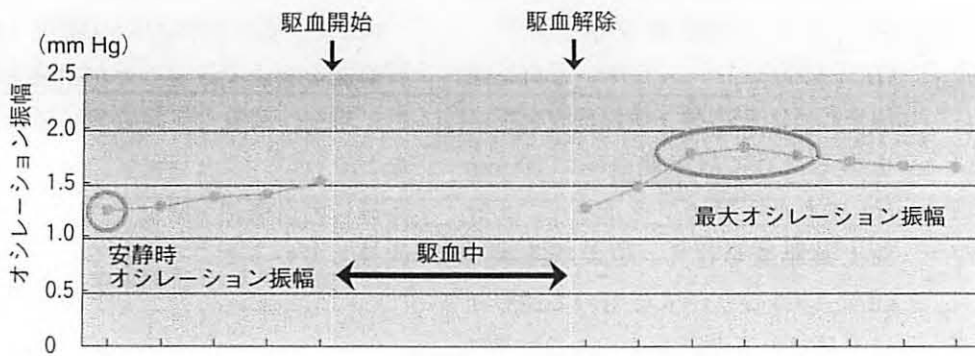 駆血開始
駆血解除
(mm Hg)
オシレーション振幅
2.5
2.0
1.5
1.0
0.5
0
安静時
オシレーション振幅
駆血中
最大オシレーション振幅